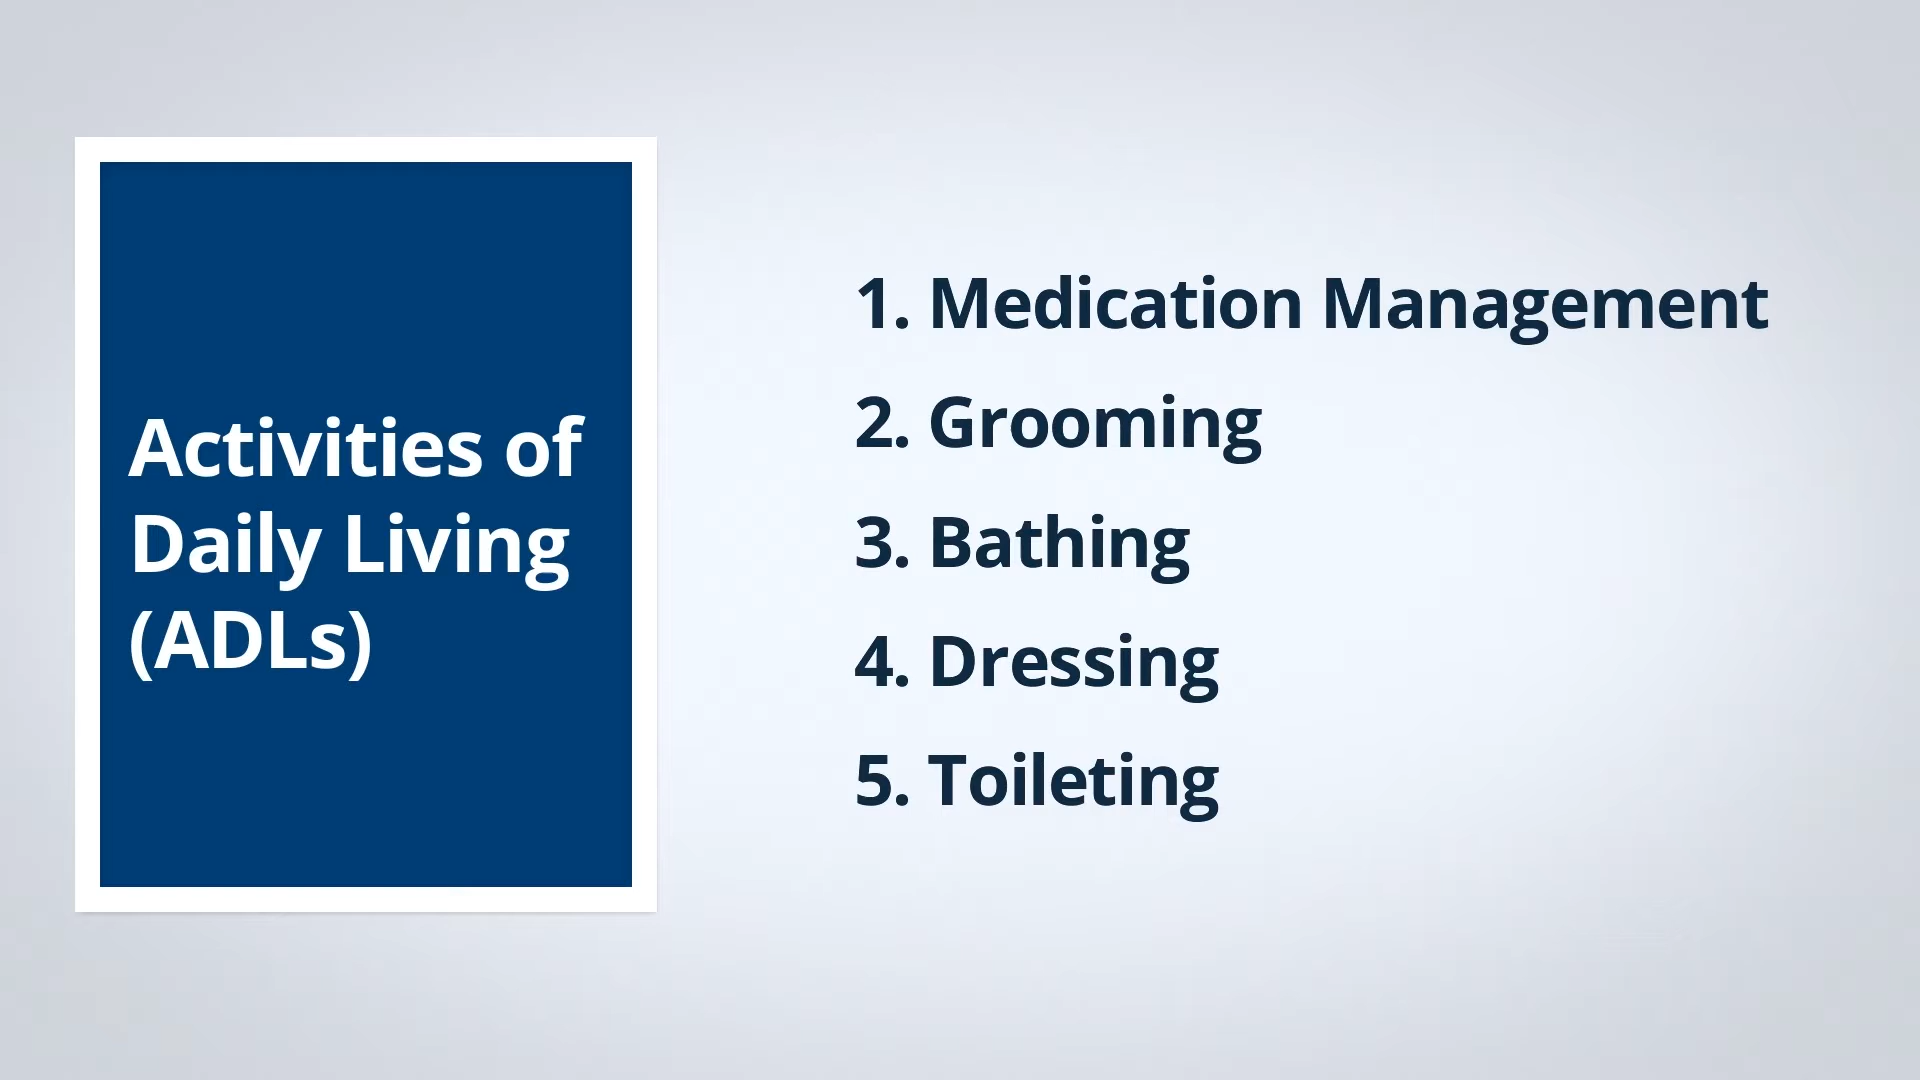 Activities of
Daily Living
(ADLs)
1. Medication Management
2. Grooming
3. Bathing
4. Dressing
5. Toileting